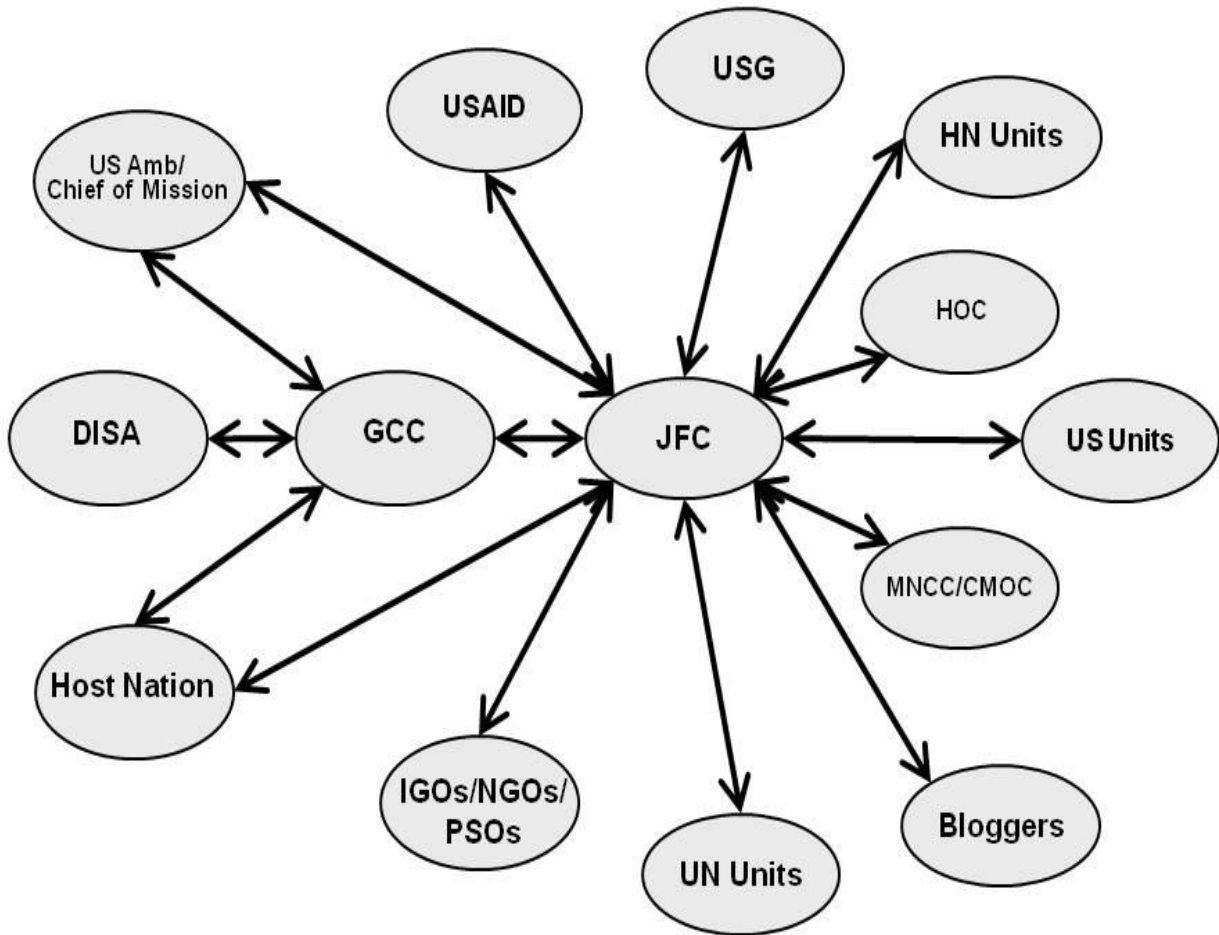 USG
USAID
HN Units
US Amb/
Chief of Mission
HOC
DISA
GCC
JFC
US Units
MNCC/CMOC
Host Nation
IGOs/NGOs/
PSOs
Bloggers
UN Units